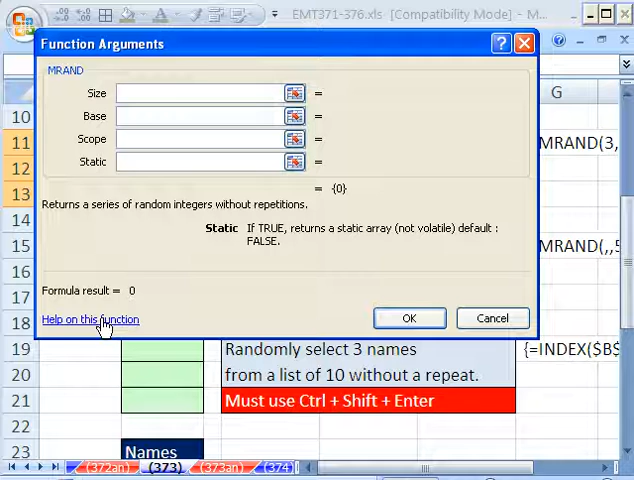 EMT371-376.xls [Compatibility Mode] - M...
Function Arguments
MRAND
Size =
Base =
Scope =
Static =
= {0}
Returns a series of random integers without repetitions.
Static If TRUE, returns a static array (not volatile) default :
FALSE.
Formula result = 0
Help on this function
OK
Cancel
G
10
11 MRAND(3,
12
13
14
15 MRAND(,,5
16
17
18
19 Randomly select 3 names {=INDEX($B$
20 from a list of 10 without a repeat.
21 Must use Ctrl + Shift + Enter
22
23 Names
(372an) (373) (373an) (374